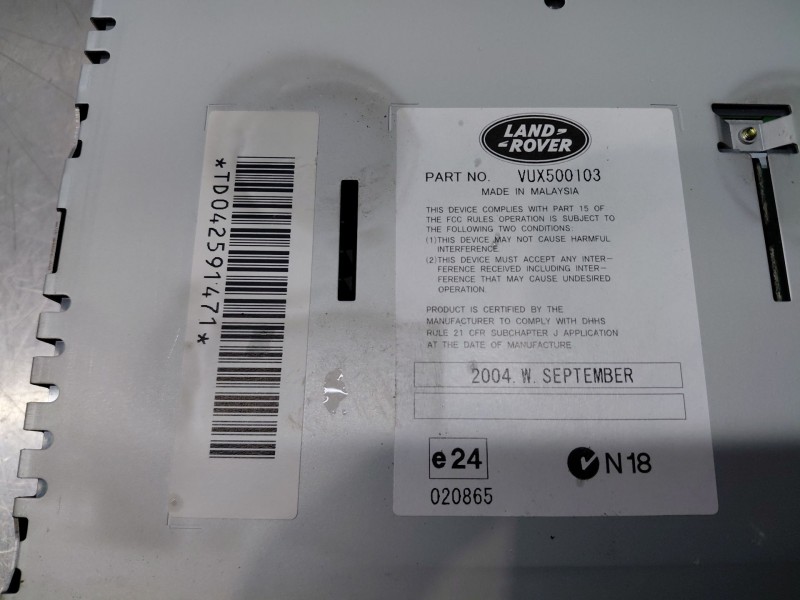 *TD042591471*
LAND-
-ROVER
PART NO. VUX500103
MADE IN MALAYSIA
THIS DEVICE COMPLIES WITH PART 15 OF
THE FCC RULES OPERATION IS SUBJECT TO
THE FOLLOWING TWO CONDITIONS:
(1)THIS DEVICE MAY NOT CAUSE HARMFUL
INTERFERENCE.
(2)THIS DEVICE MUST ACCEPT ANY INTER-
FERENCE RECEIVED INCLUDING INTER-
FERENCE THAT MAY CAUSE UNDESIRED
OPERATION.
PRODUCT IS CERTIFIED BY THE
MANUFACTURER TO COMPLY WITH DHHS
RULE 21 CFR SUBCHAPTER J APPLICATION
AT THE DATE OF MANUFACTURE.
2004. W. SEPTEMBER
e24
N18
020865